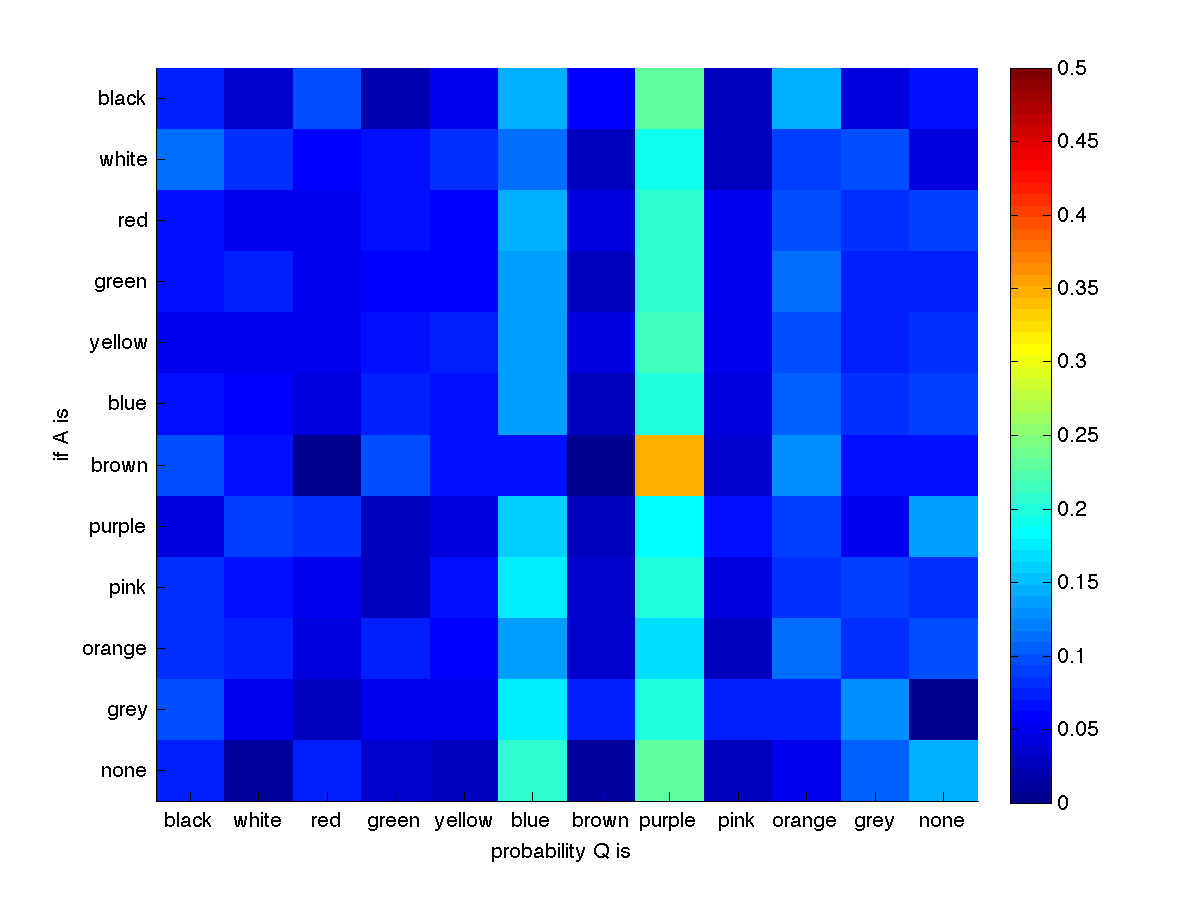 0.5
black
0.45
white
0.4
red
0.35
green
0.3
yellow
0.25
blue
if A is
brown
0.2
purple
0.15
pink
0.1
orange
0.05
grey
none
0
black white red green yellow blue brown purple pink orange grey none
probability Q is